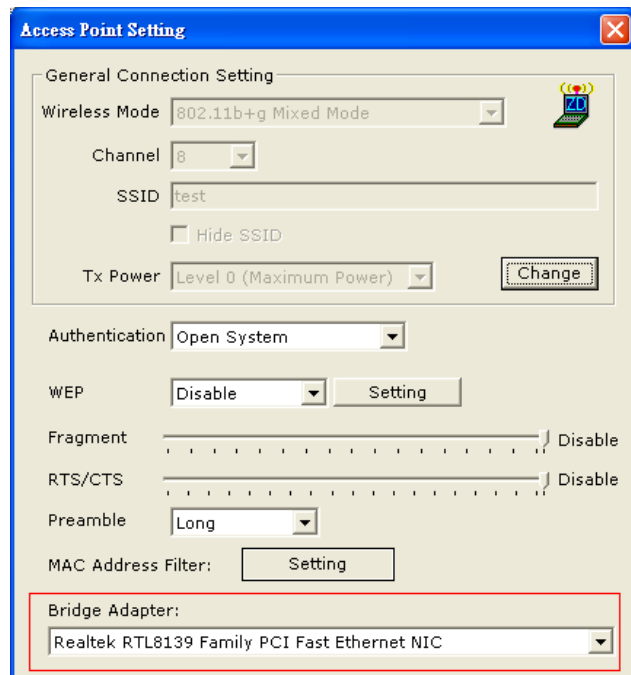 Access Point Setting
General Connection Setting
ZD
Wireless Mode 802.11b+g Mixed Mode
Channel 8
SSID test
Hide SSID
Tx Power Level 0 (Maximum Power)
Change
Authentication Open System
WEP Disable Setting
Fragment Disable
RTS/CTS Disable
Preamble Long
MAC Address Filter: Setting
Bridge Adapter:
Realtek RTL8139 Family PCI Fast Ethernet NIC